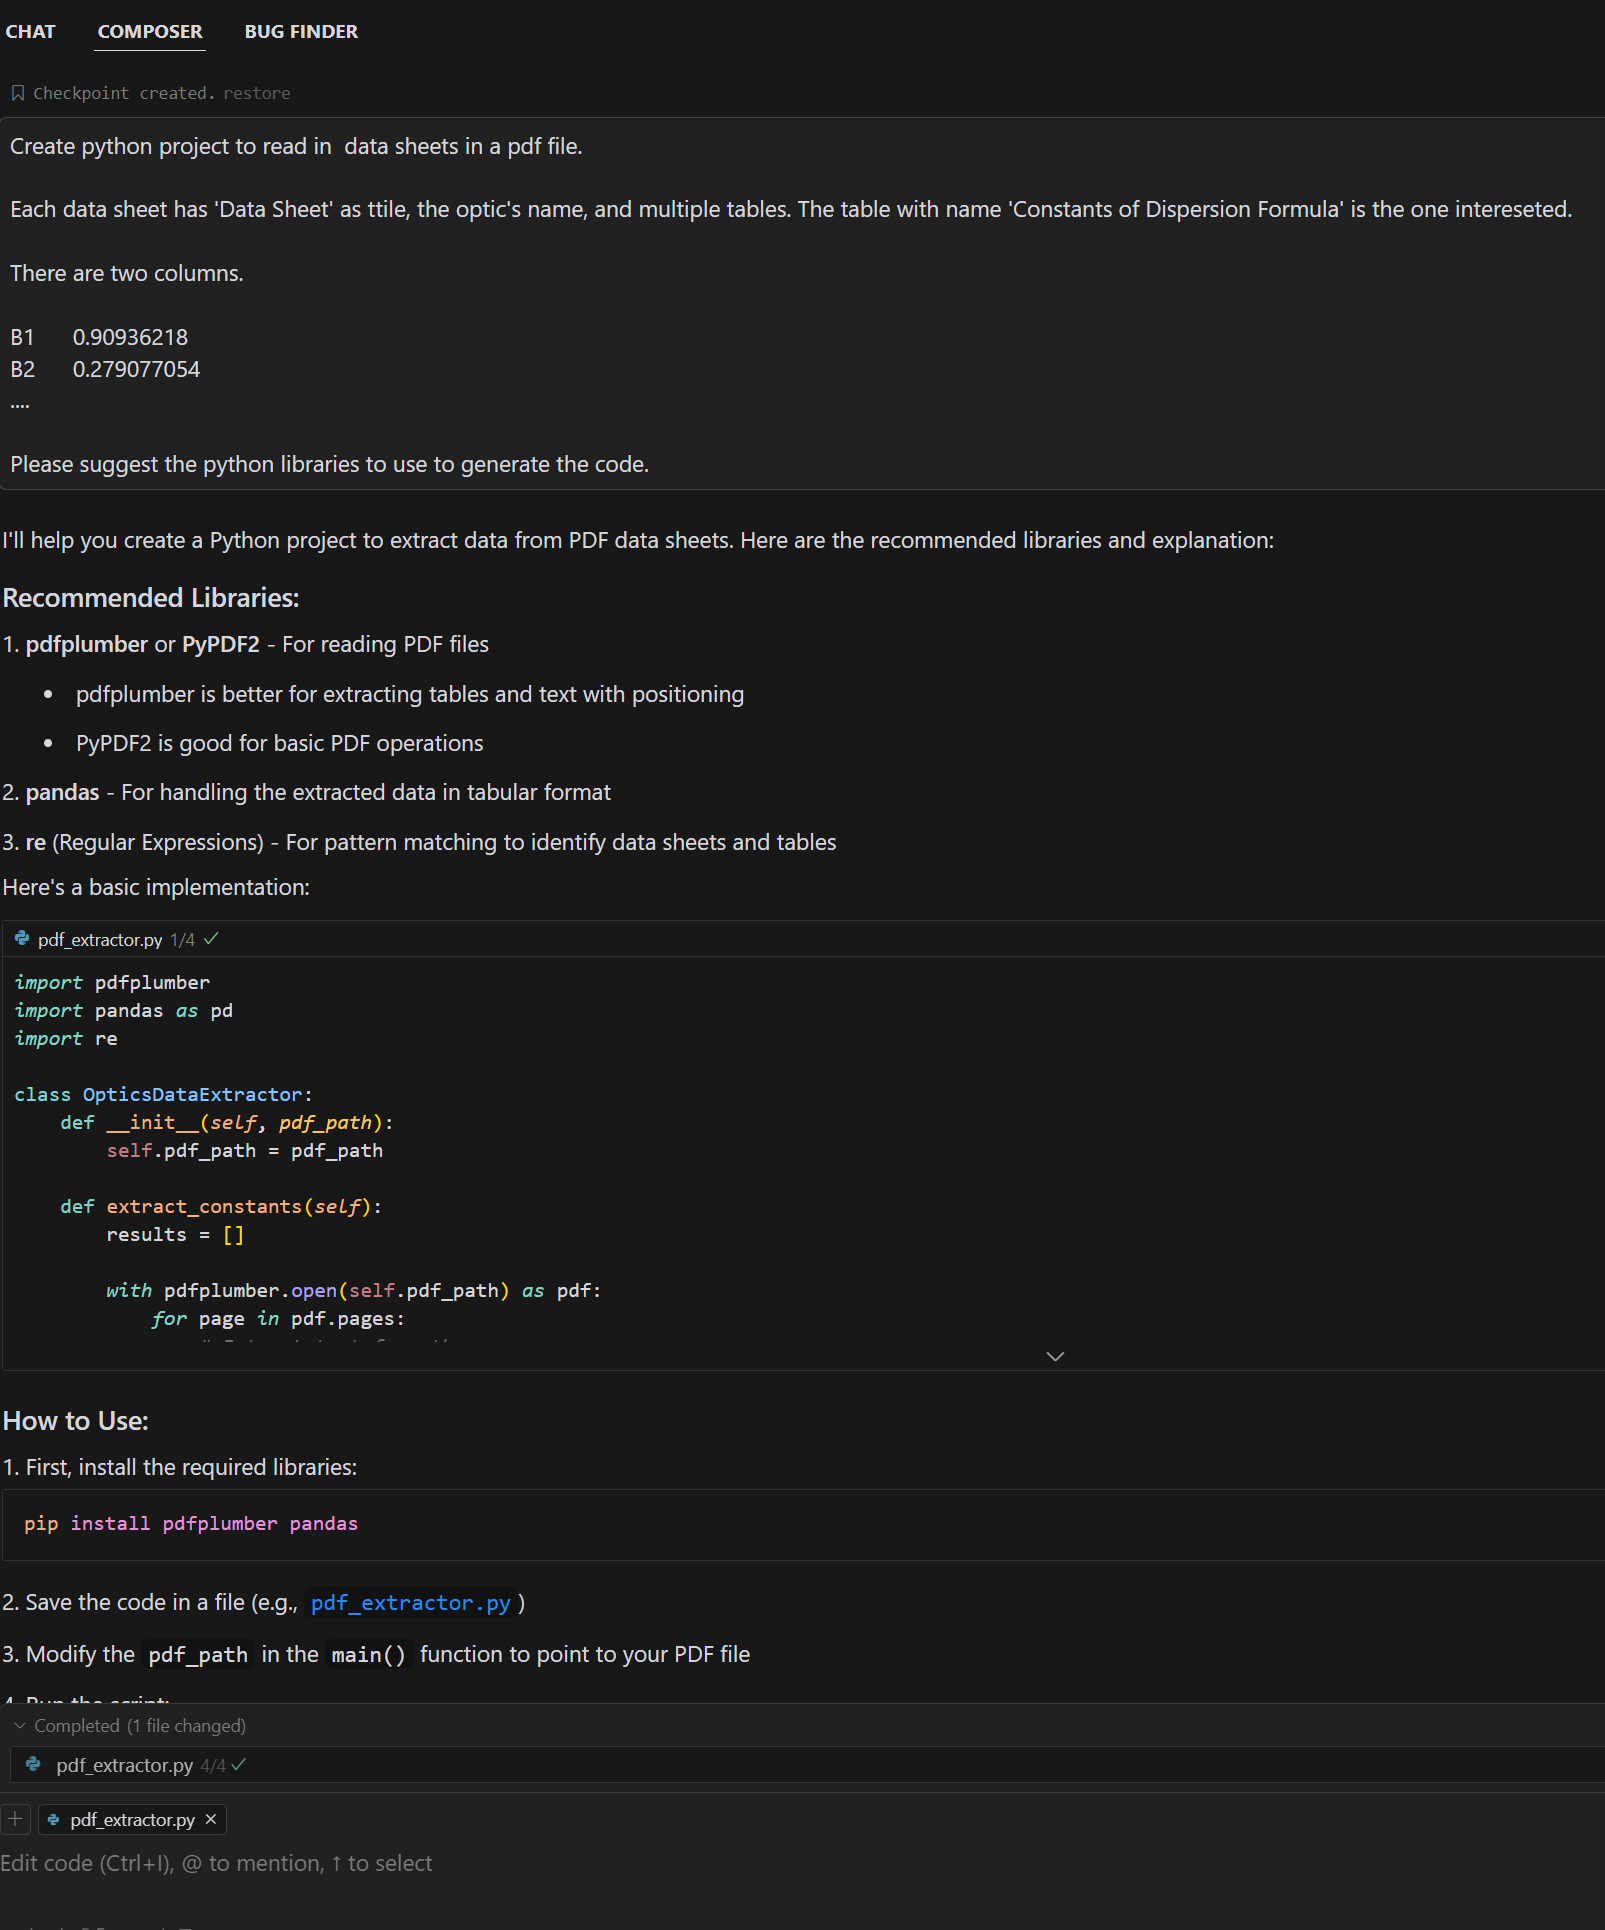 CHAT COMPOSER BUG FINDER
Checkpoint created. restore
Create python project to read in  data sheets in a pdf file.
Each data sheet has 'Data Sheet' as ttile, the optic's name, and multiple tables. The table with name 'Constants of Dispersion Formula' is the one intereseted.
There are two columns.
B1 0.90936218
B2 0.279077054
....
Please suggest the python libraries to use to generate the code.
I'll help you create a Python project to extract data from PDF data sheets. Here are the recommended libraries and explanation:
Recommended Libraries:
1. pdfplumber or PyPDF2 - For reading PDF files
• pdfplumber is better for extracting tables and text with positioning
• PyPDF2 is good for basic PDF operations
2. pandas - For handling the extracted data in tabular format
3. re (Regular Expressions) - For pattern matching to identify data sheets and tables
Here's a basic implementation:
pdf_extractor.py 1/4
import pdfplumber
import pandas as pd
import re
class OpticsDataExtractor:
def __init__(self, pdf_path):
self.pdf_path = pdf_path
def extract_constants(self):
results = []
with pdfplumber.open(self.pdf_path) as pdf:
for page in pdf.pages:
How to Use:
1. First, install the required libraries:
pip install pdfplumber pandas
2. Save the code in a file (e.g., pdf_extractor.py )
3. Modify the pdf_path in the main() function to point to your PDF file
4. Run the script:
Completed (1 file changed)
pdf_extractor.py 4/4
+ pdf_extractor.py ×
Edit code (Ctrl+I), @ to mention, ↑ to select